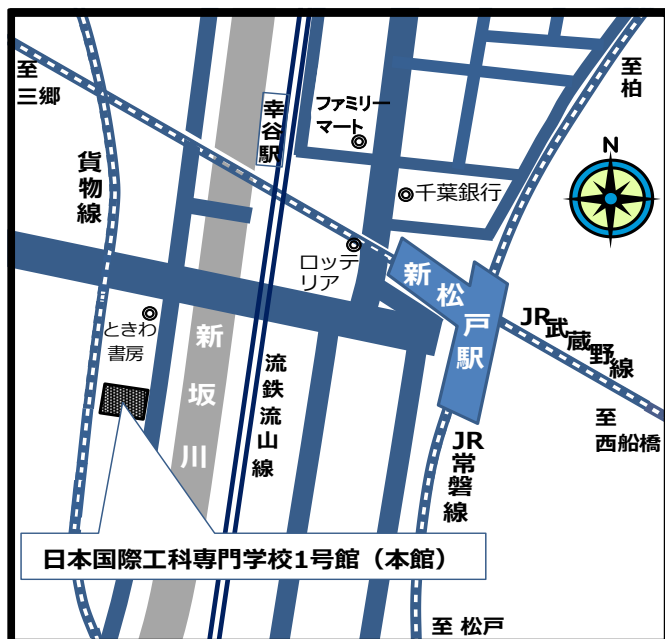 至
三郷
貨物線
幸谷駅
ファミリー
マート
至柏
N
千葉銀行
ロッテ
リア
新松戸駅
JR武蔵野線
至
西船橋
ときわ
書房
新坂川
流鉄流山線
JR常磐線
日本国際工科専門学校1号館（本館）
至 松戸